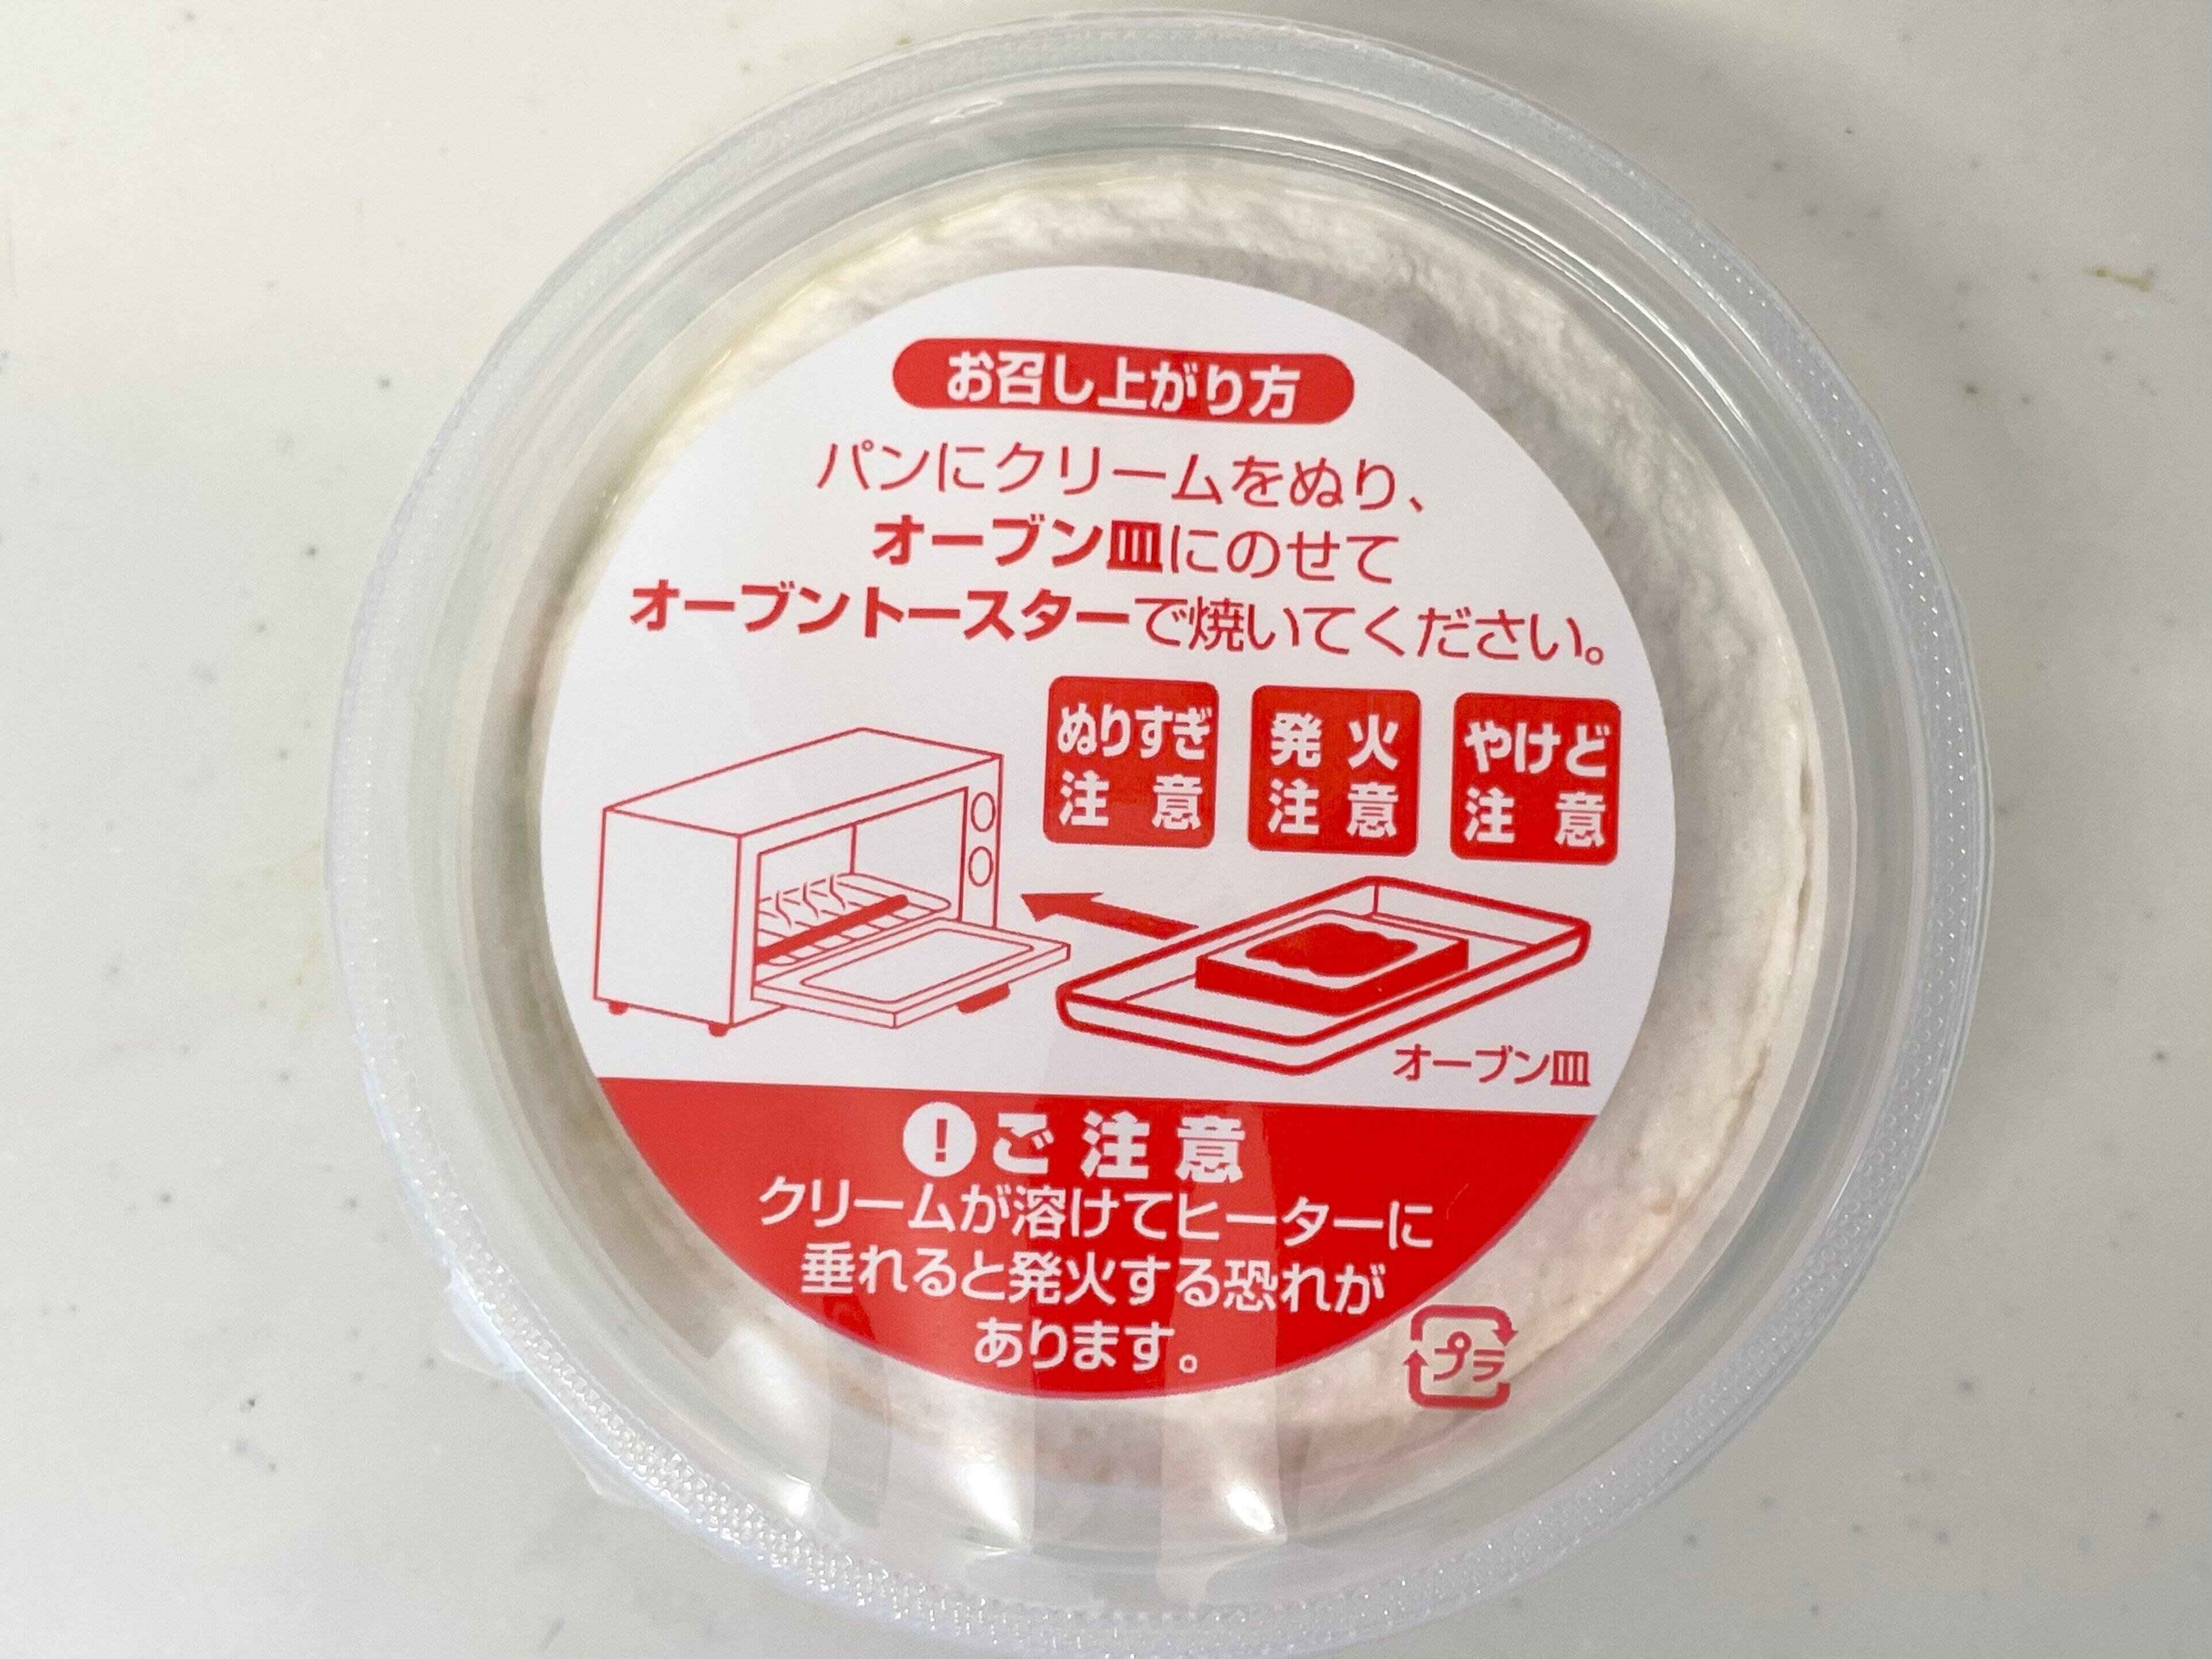 お召し上がり方
パンにクリームをぬり、
オーブン皿にのせて
オーブントースターで焼いてください。
ぬりすぎ
注意
発火
注意
やけど
注意
オーブン皿
!ご注意
クリームが溶けてヒーターに
垂れると発火する恐れが
あります。
プラ